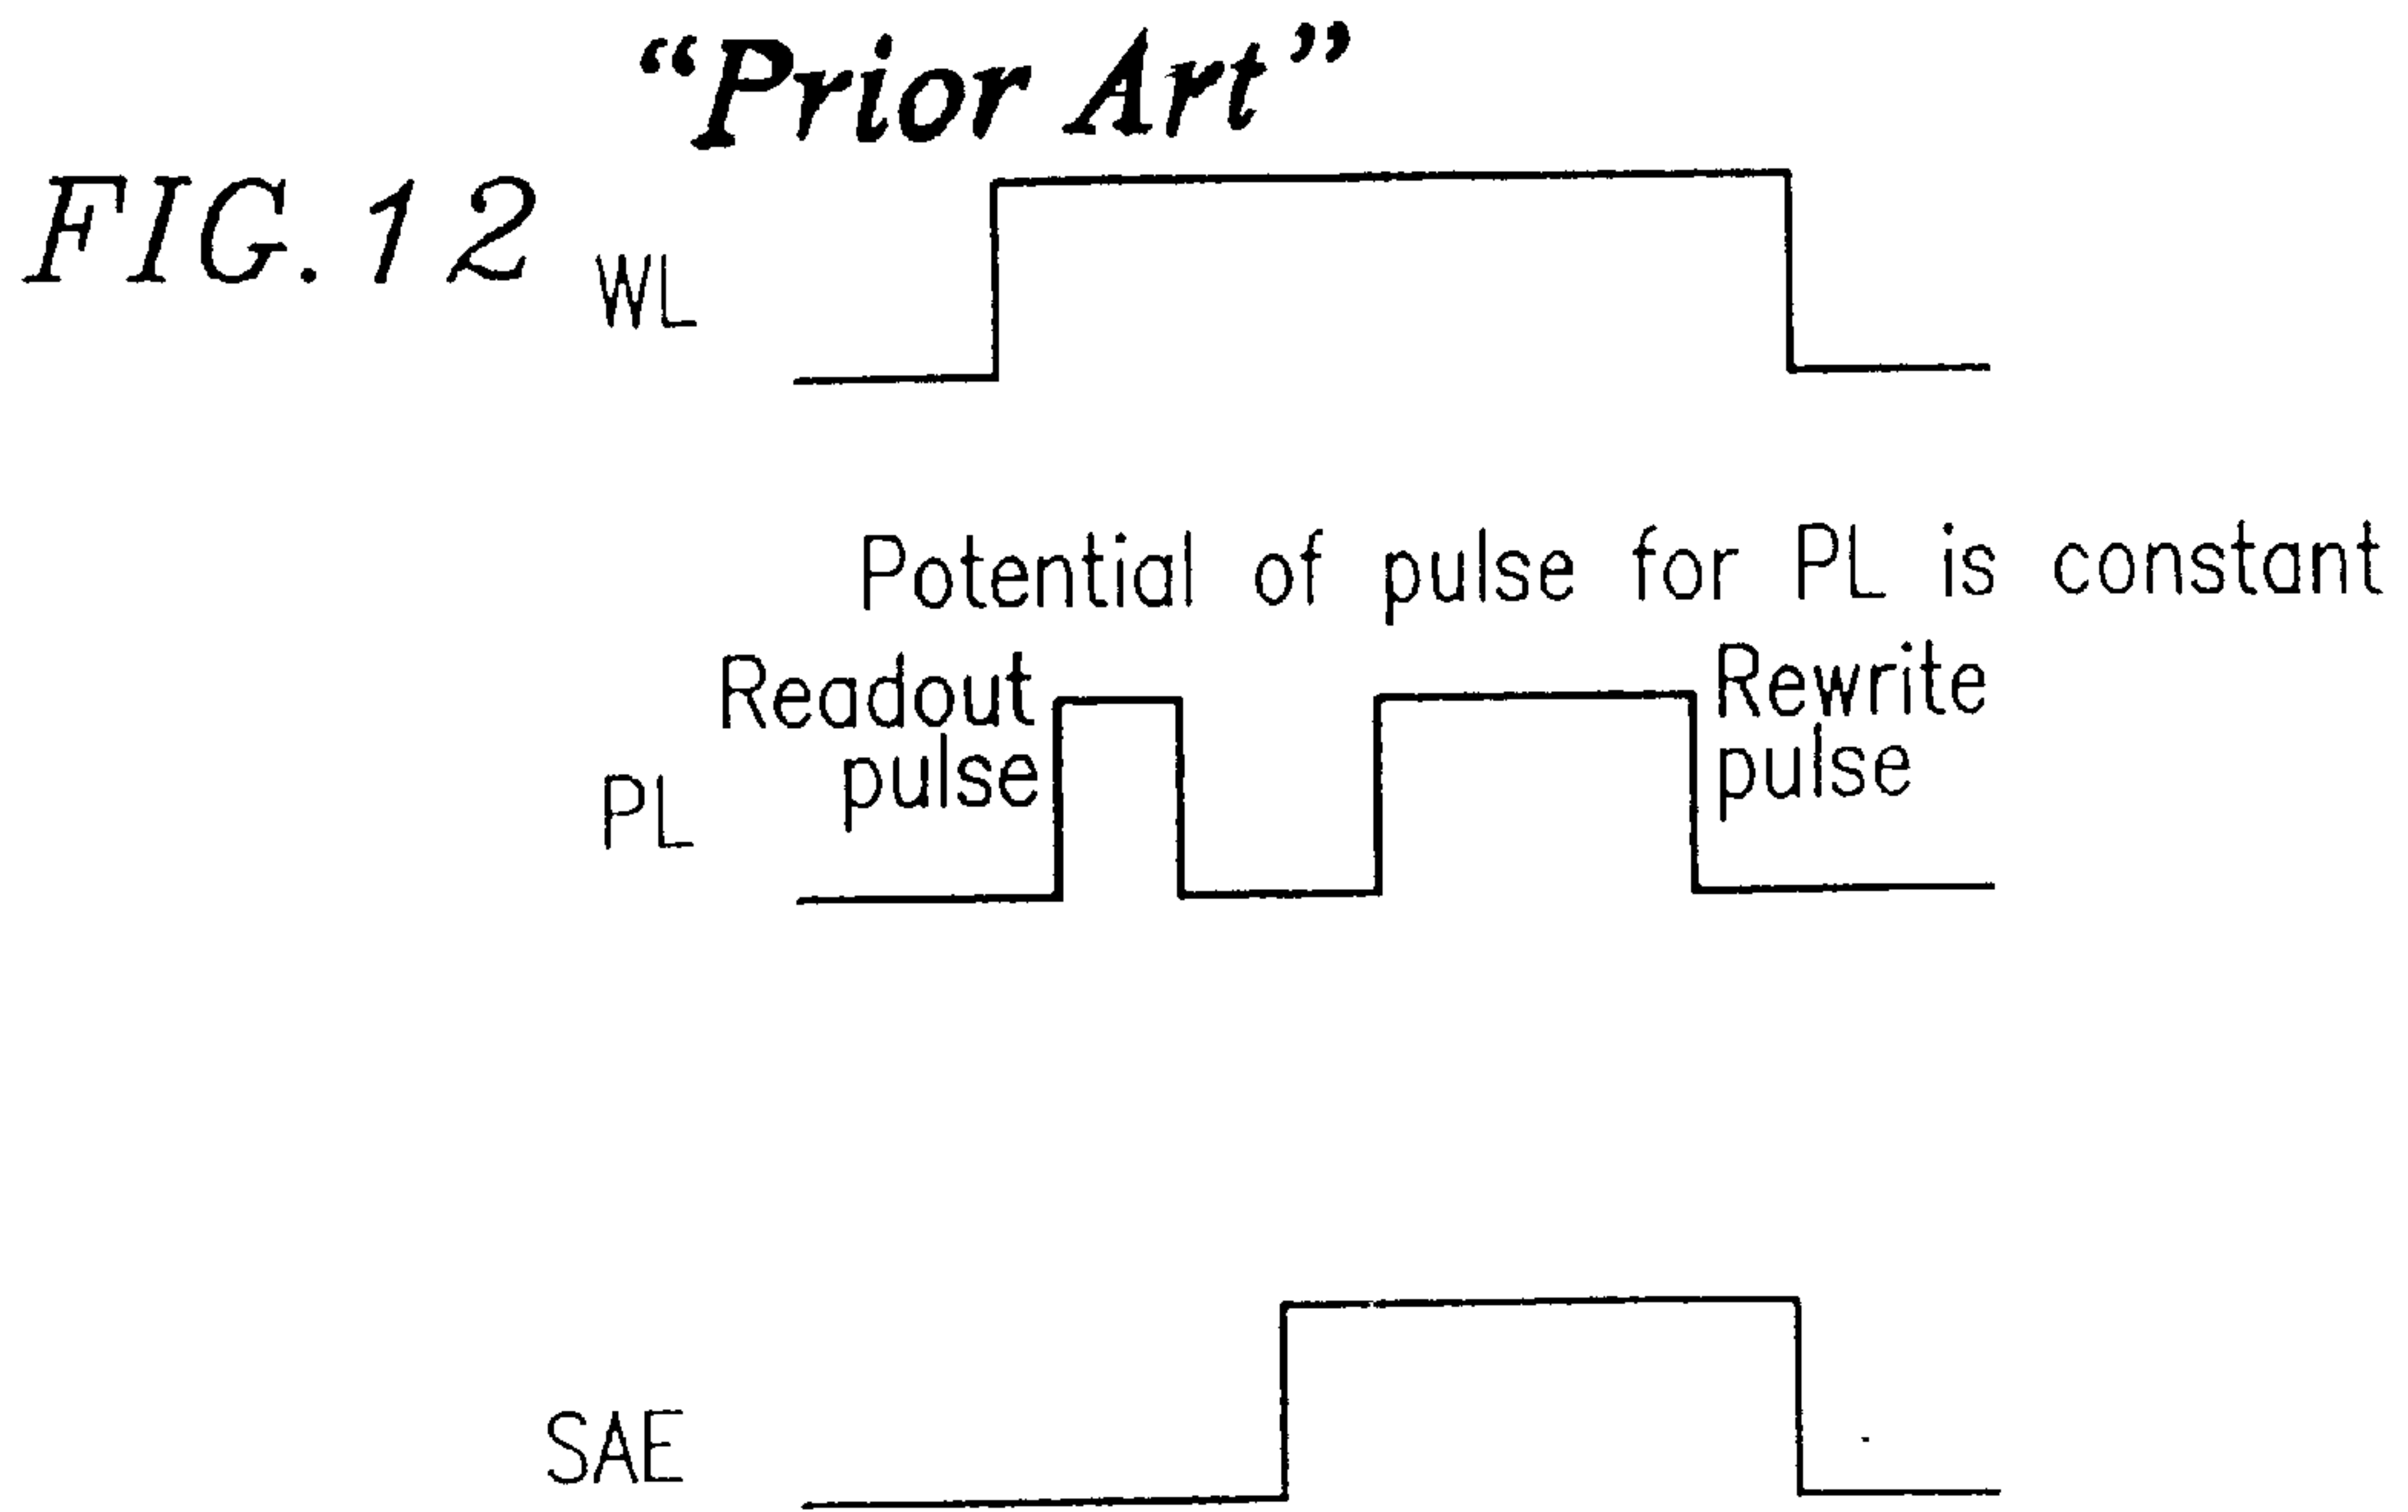 “Prior Art”
FIG. 12
WL
Potential of pulse for PL is constant
Readout
pulse
Rewrite
pulse
PL
SAE